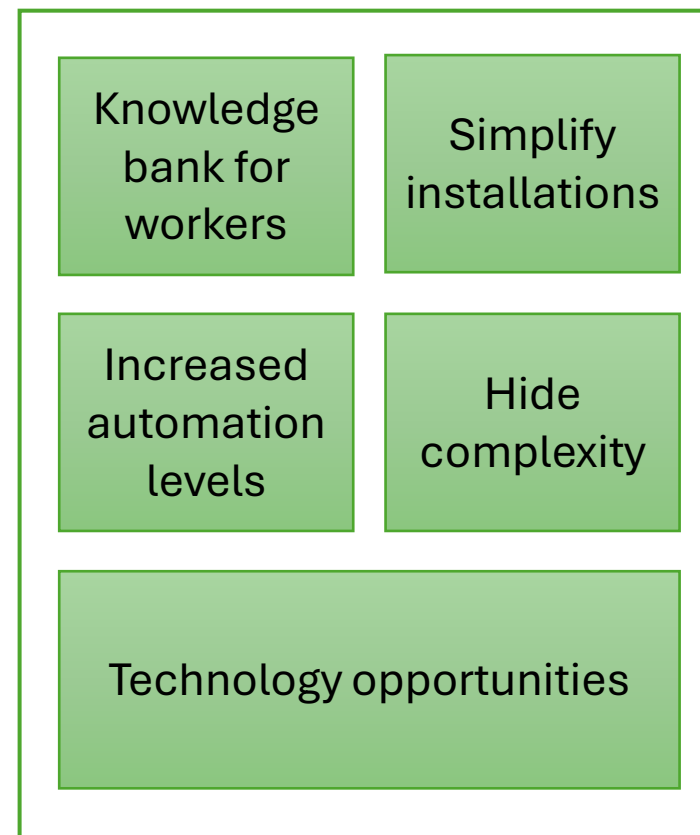 Knowledge
bank for
workers
Simplify
installations
Increased
automation
levels
Hide
complexity
Technology opportunities